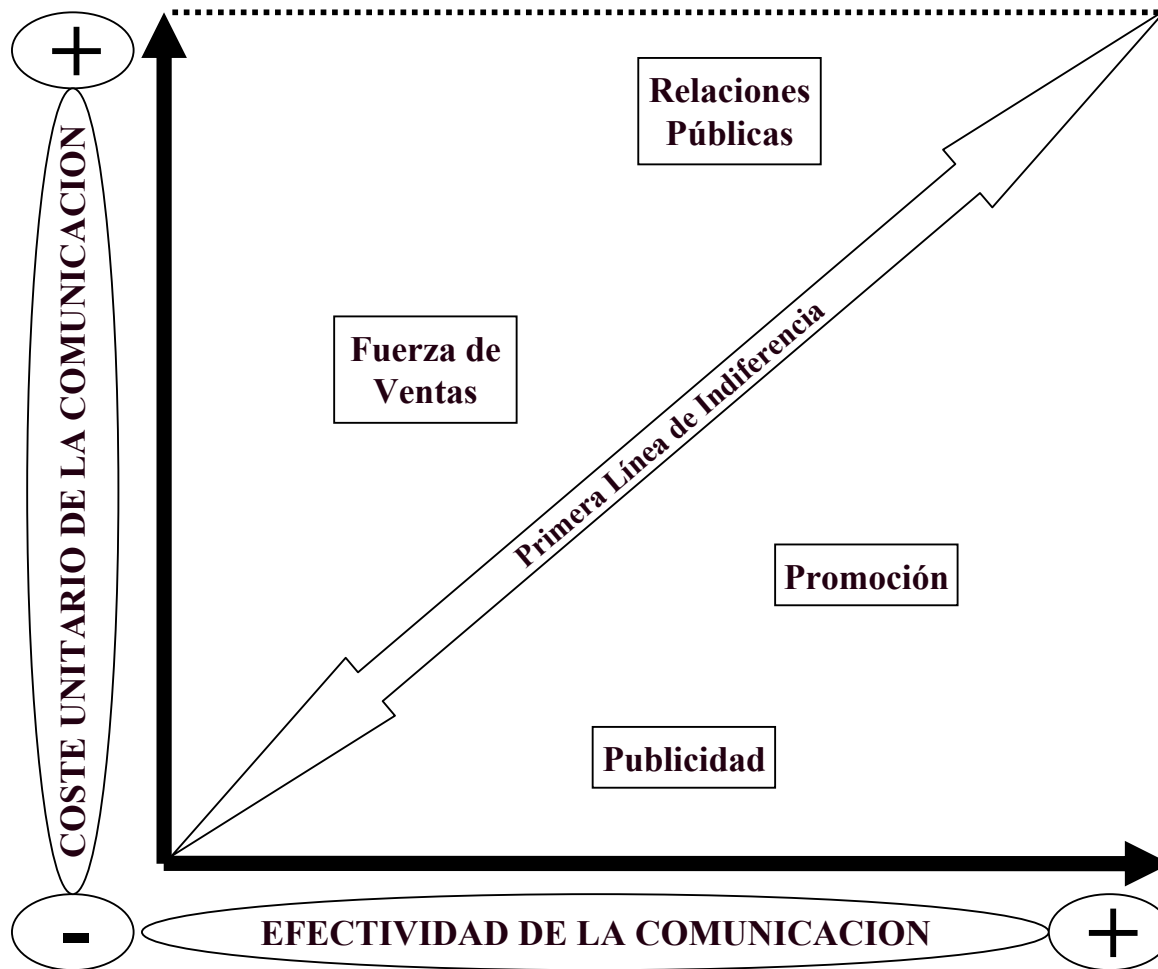 +
COSTE UNITARIO DE LA COMUNICACION
-
Relaciones
Públicas
Fuerza de
Ventas
Primera Línea de Indiferencia
Promoción
Publicidad
EFECTIVIDAD DE LA COMUNICACION
+